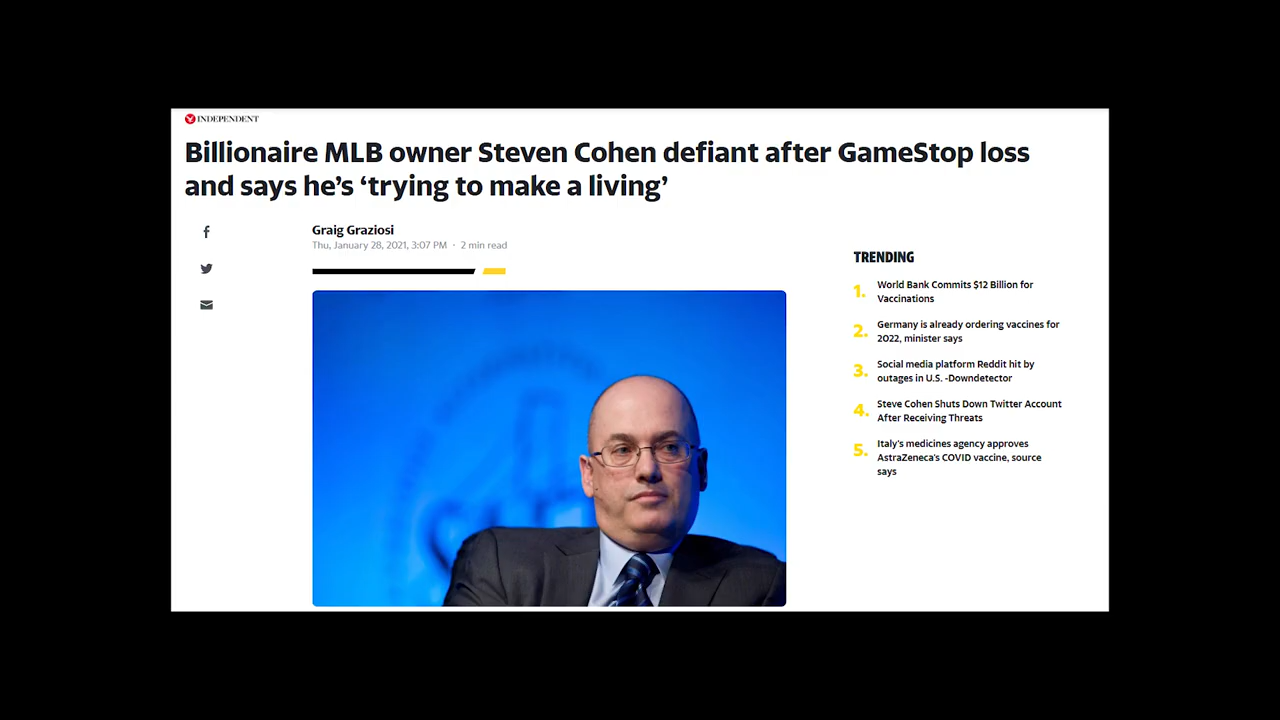 INDEPENDENT
Billionaire MLB owner Steven Cohen defiant after GameStop loss
and says he’s ‘trying to make a living’
Graig Graziosi
Thu, January 28, 2021, 3:07 PM · 2 min read
TRENDING
1. World Bank Commits $12 Billion for
Vaccinations
2. Germany is already ordering vaccines for
2022, minister says
3. Social media platform Reddit hit by
outages in U.S. -Downdetector
4. Steve Cohen Shuts Down Twitter Account
After Receiving Threats
5. Italy's medicines agency approves
AstraZeneca's COVID vaccine, source
says